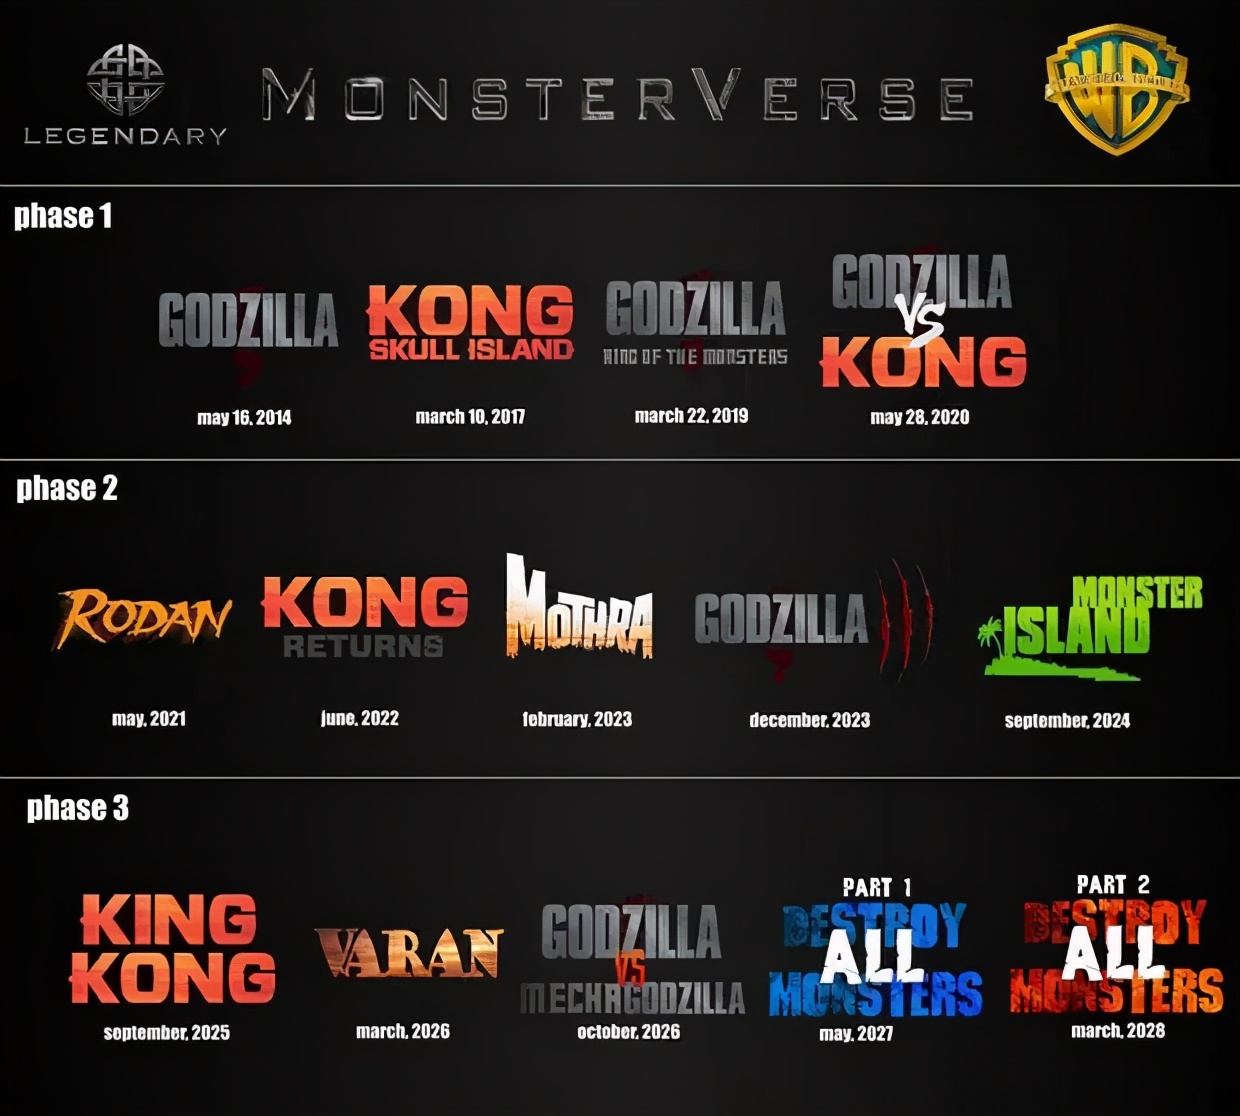 LEGENDARY
MONSTERVERSE
WB
phase 1
GODZILLA
may 16, 2014
KONG
SKULL ISLAND
march 10, 2017
GODZILLA
KING OF THE MONSTERS
march 22, 2019
GODZILLA
VS
KONG
may 28, 2020
phase 2
RODAN
may, 2021
KONG
RETURNS
june, 2022
MOTHRA
february, 2023
GODZILLA
december, 2023
MONSTER
ISLAND
september, 2024
phase 3
KING
KONG
september, 2025
VARAN
march, 2026
GODZILLA
VS
MECHAGODZILLA
october, 2026
PART 1
DESTROY
ALL
MONSTERS
may, 2027
PART 2
DESTROY
ALL
MONSTERS
march, 2028